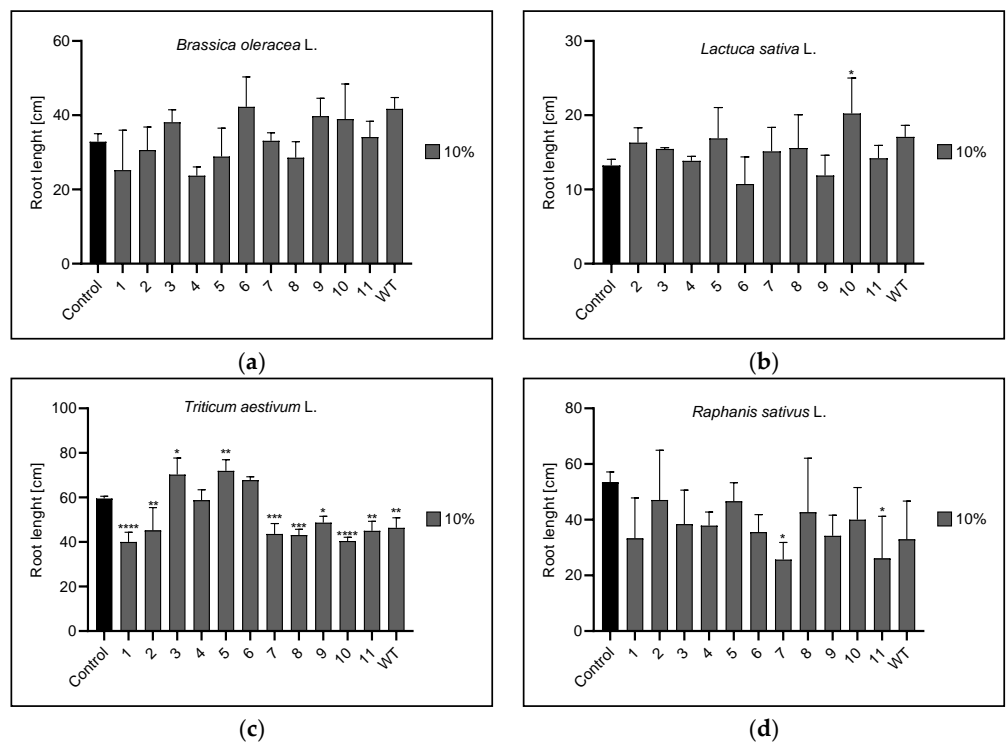 Brassica oleracea L.
Root lenght [cm]
60
40
20
0
Control 1 2 3 4 5 6 7 8 9 10 11 WT
10%
(a)
Lactuca sativa L.
Root lenght [cm]
30
20
10
0
*
Control 2 3 4 5 6 7 8 9 10 11 WT
10%
(b)
Triticum aestivum L.
Root lenght [cm]
100
80
60
40
20
0
**** ** * ** *** *** * **** ** **
Control 1 2 3 4 5 6 7 8 9 10 11 WT
10%
(c)
Raphanis sativus L.
Root lenght [cm]
80
60
40
20
0
* *
Control 1 2 3 4 5 6 7 8 9 10 11 WT
10%
(d)